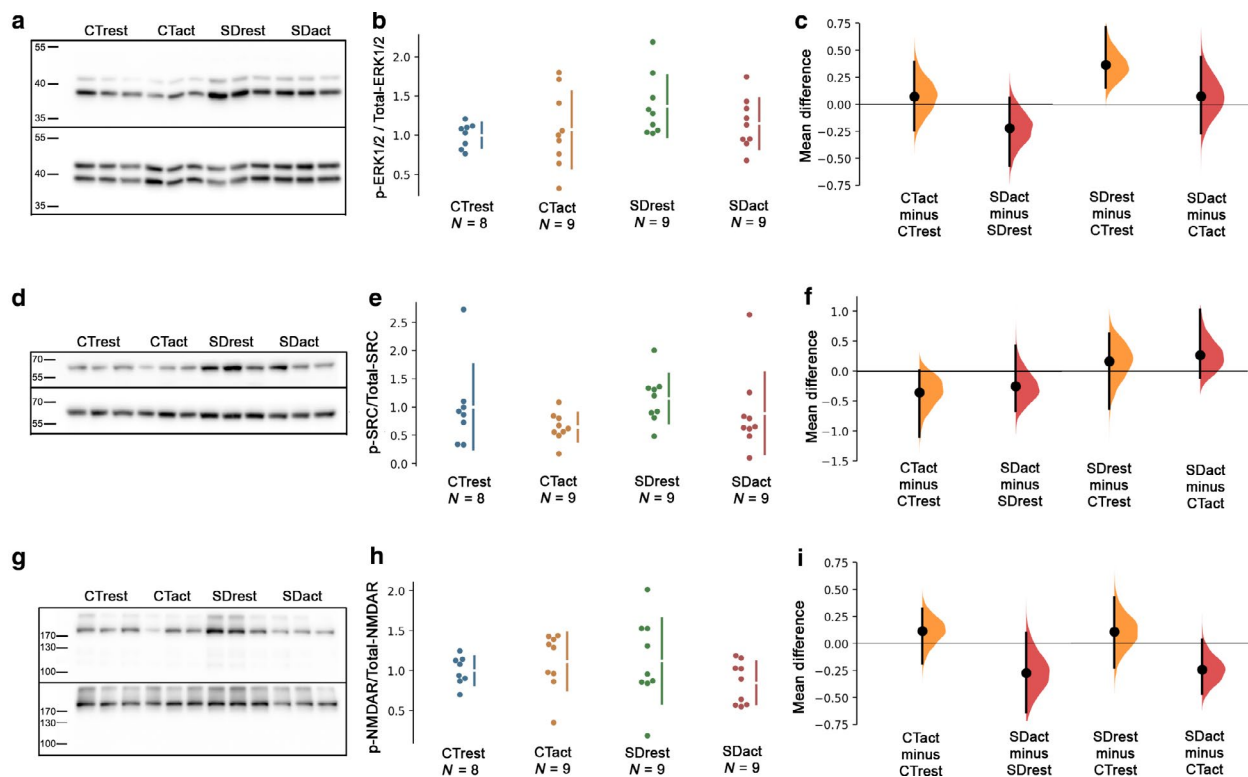 a
CTrest CTact SDrest SDact
55
40
35
55
40
35
b
p-ERK1/2 / Total-ERK1/2
2.0
1.5
1.0
0.5
CTrest CTact SDrest SDact
N = 8 N = 9 N = 9 N = 9
c
Mean difference
0.75
0.50
0.25
0.00
−0.25
−0.50
−0.75
CTact SDact SDrest SDact
minus minus minus minus
CTrest SDrest CTrest CTact
d
CTrest CTact SDrest SDact
70
55
70
55
e
p-SRC/Total-SRC
2.5
2.0
1.5
1.0
0.5
0.0
CTrest CTact SDrest SDact
N = 8 N = 9 N = 9 N = 9
f
Mean difference
1.0
0.5
0.0
−0.5
−1.0
−1.5
CTact SDact SDrest SDact
minus minus minus minus
CTrest SDrest CTrest CTact
g
CTrest CTact SDrest SDact
170
130
100
170
130
100
h
p-NMDAR/Total-NMDAR
2.0
1.5
1.0
0.5
CTrest CTact SDrest SDact
N = 8 N = 9 N = 9 N = 9
i
Mean difference
0.75
0.50
0.25
0.00
−0.25
−0.50
−0.75
CTact SDact SDrest SDact
minus minus minus minus
CTrest SDrest CTrest CTact